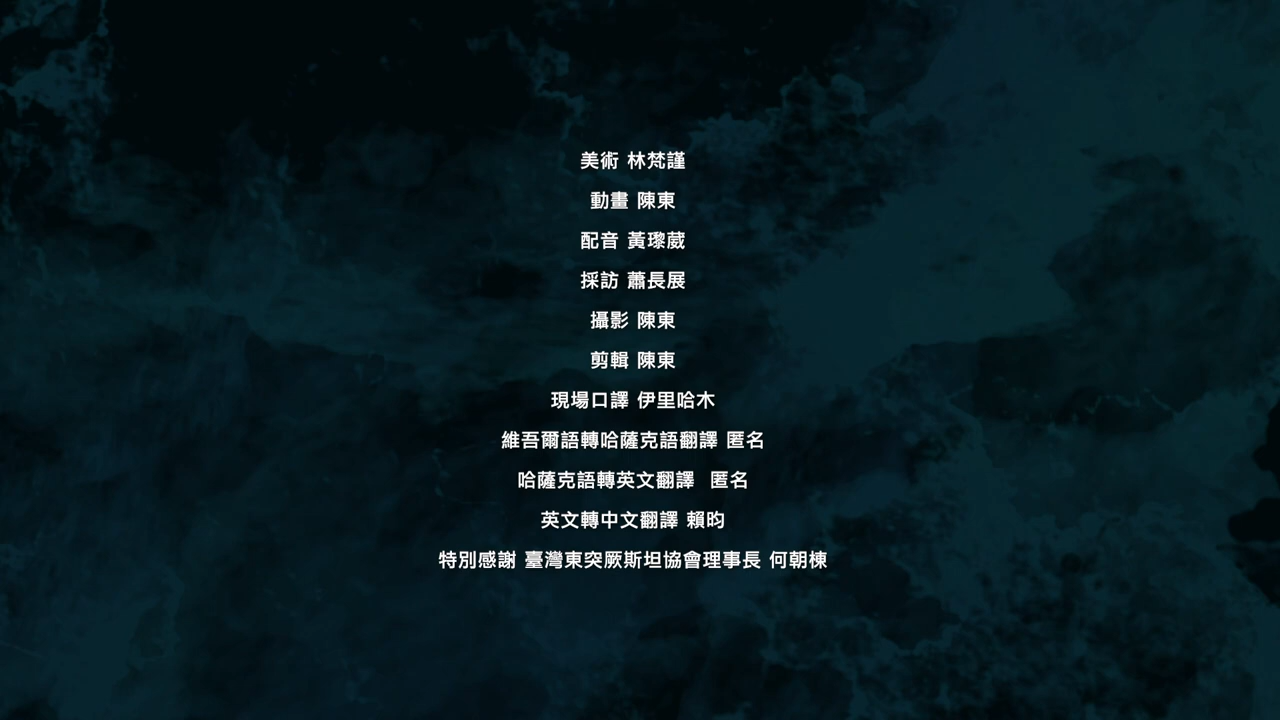 美術 林梵謹
動畫 陳東
配音 黃瓈葳
採訪 蕭長展
攝影 陳東
剪輯 陳東
現場口譯 伊里哈木
維吾爾語轉哈薩克語翻譯 匿名
哈薩克語轉英文翻譯 匿名
英文轉中文翻譯 賴昀
特別感謝 臺灣東突厥斯坦協會理事長 何朝棟